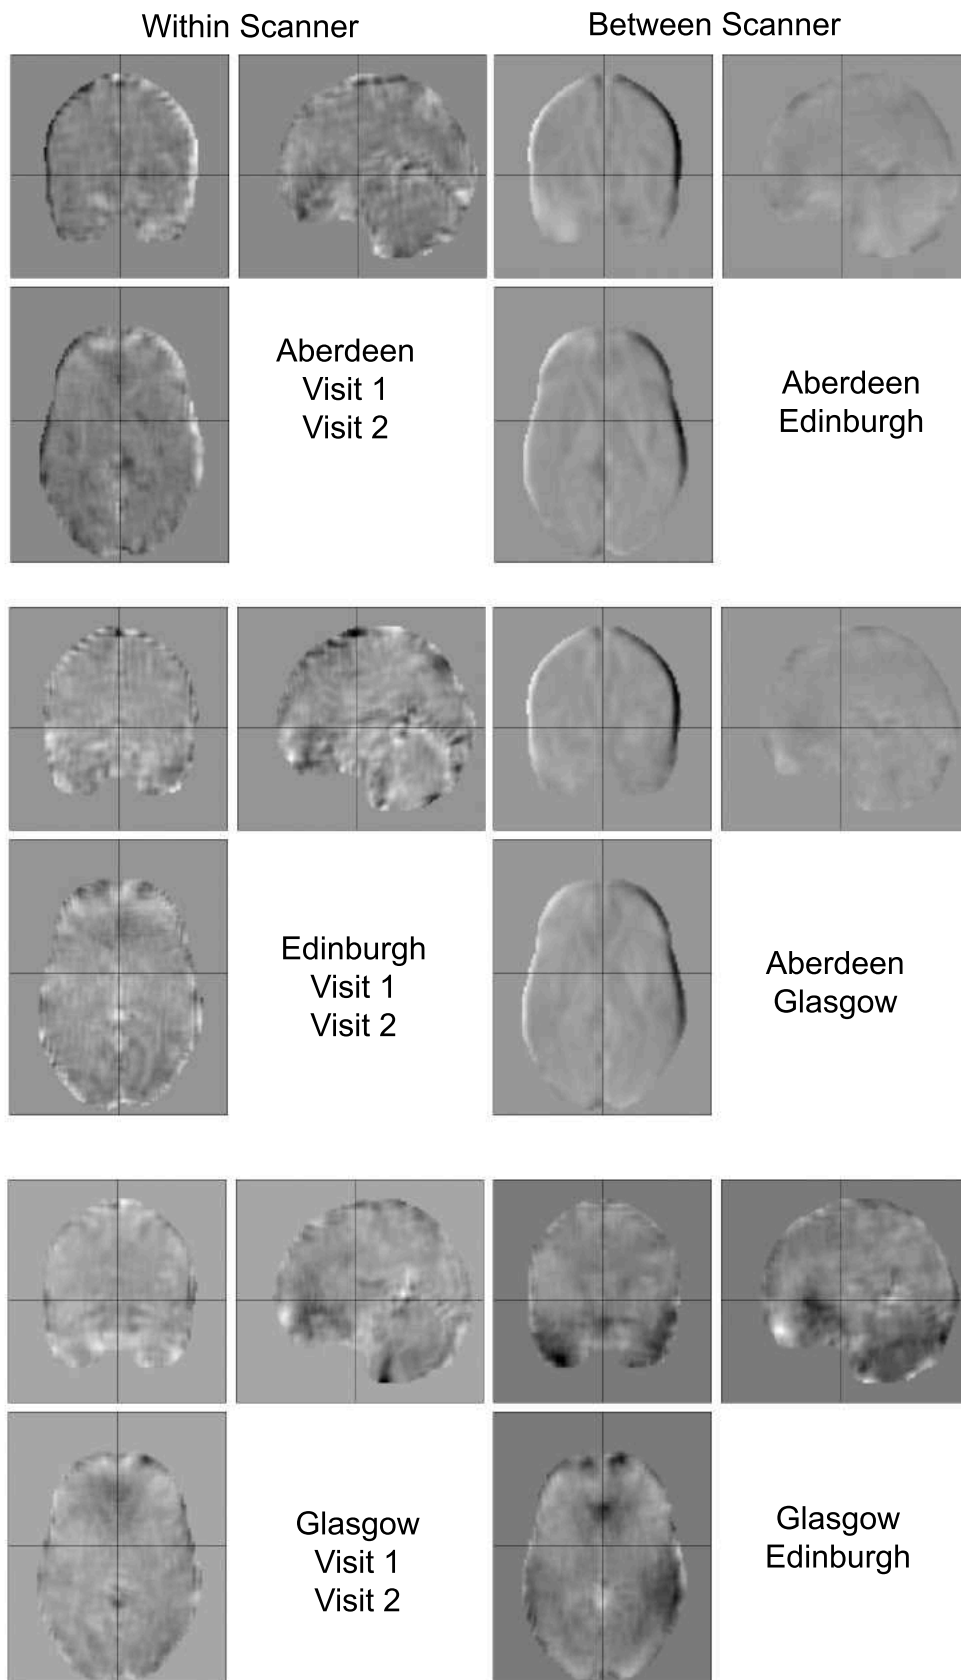 Within Scanner
Between Scanner
Aberdeen
Visit 1
Visit 2
Aberdeen
Edinburgh
Edinburgh
Visit 1
Visit 2
Aberdeen
Glasgow
Glasgow
Visit 1
Visit 2
Glasgow
Edinburgh